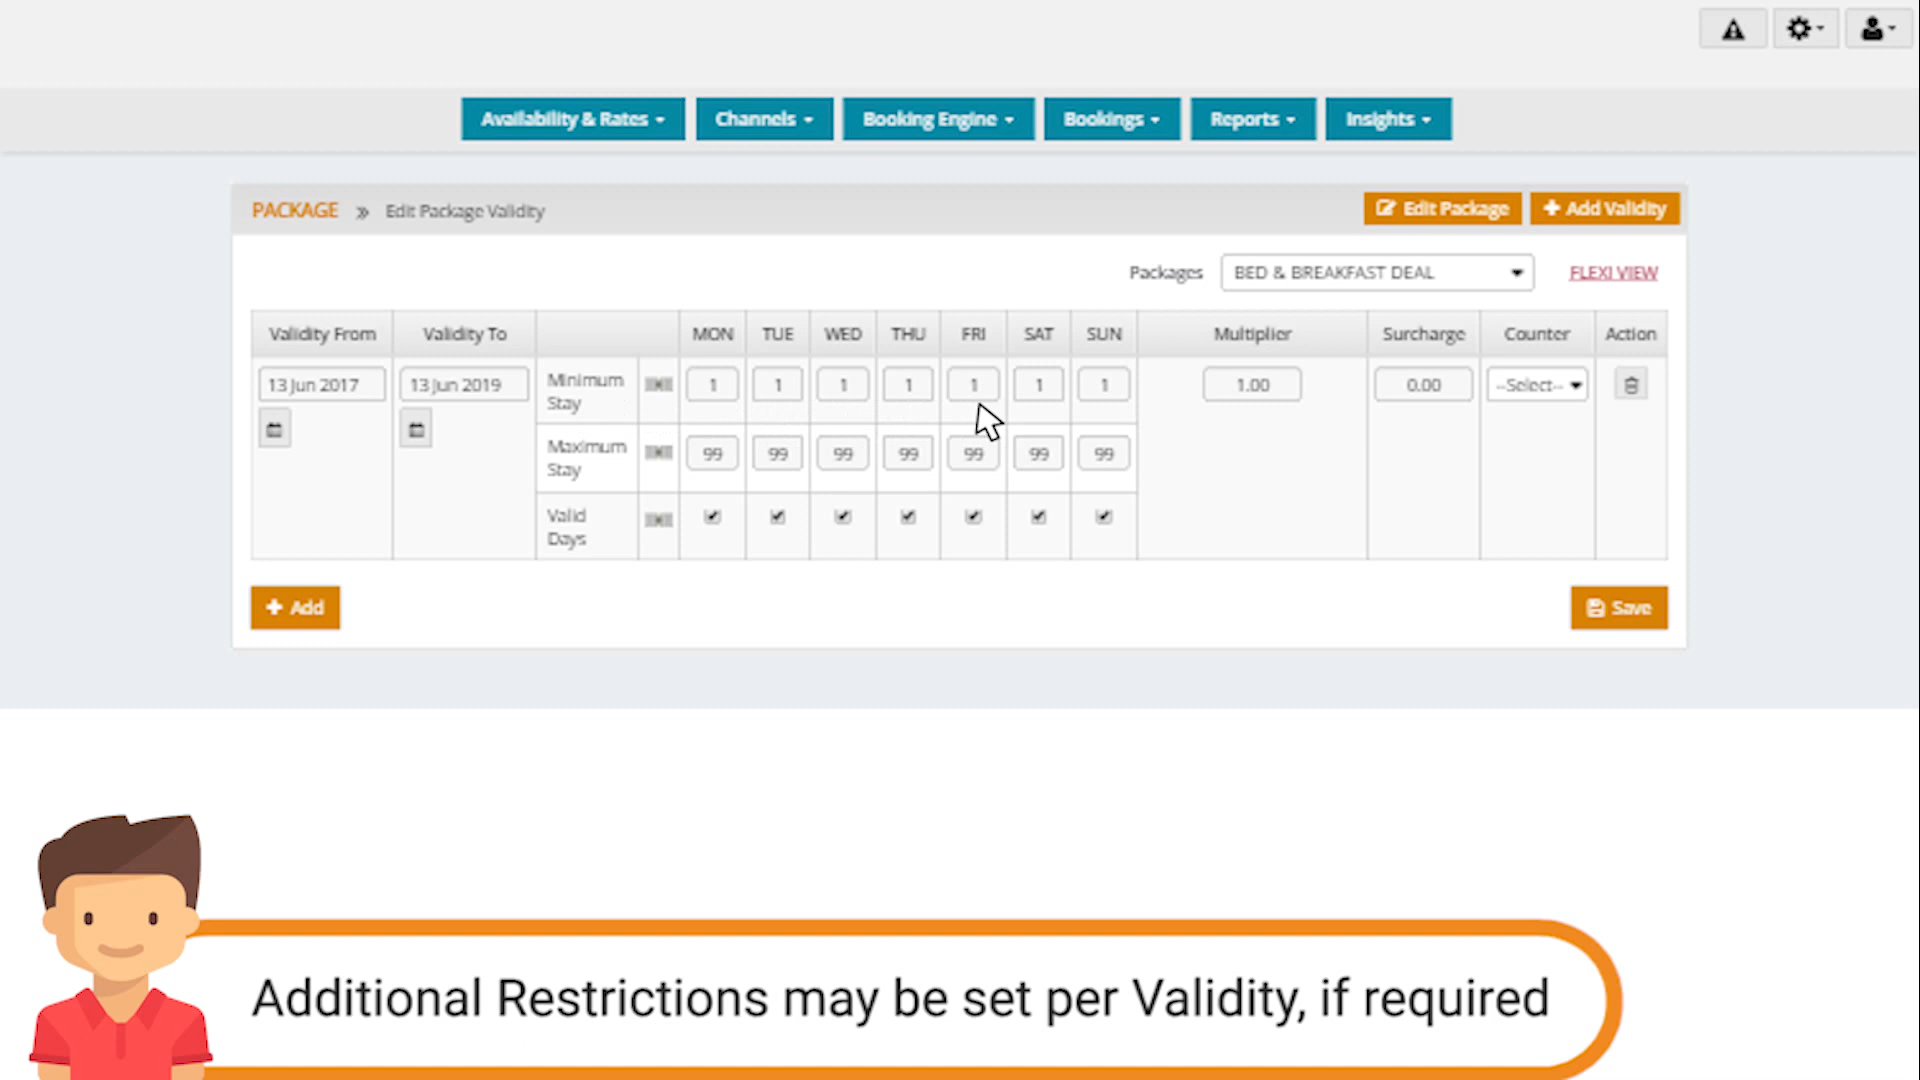 Availability & Rates Channels Booking Engine Bookings Reports Insights
PACKAGE » Edit Package Validity Edit Package + Add Validity
Packages BED & BREAKFAST DEAL FLEXI VIEW
Validity From Validity To MON TUE WED THU FRI SAT SUN Multiplier Surcharge Counter Action
13 Jun 2017 13 Jun 2019 Minimum Stay 1 1 1 1 1 1 1 1.00 0.00 --Select--
Maximum Stay 99 99 99 99 99 99 99
Valid Days
+ Add Save
Additional Restrictions may be set per Validity, if required